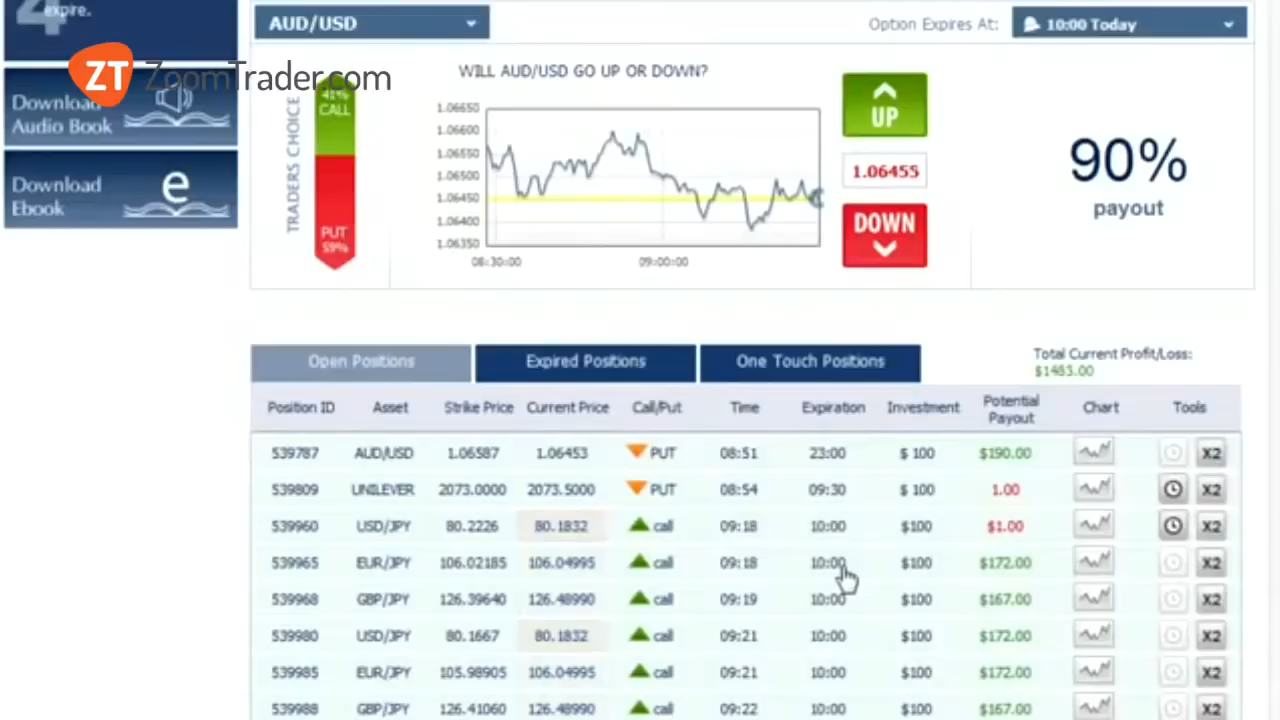 expire.
4
AUD/USD
Option Expires At:
10:00 Today
ZT ZoomTrader.com
Download
Audio Book
Download
Ebook
e
WILL AUD/USD GO UP OR DOWN?
TRADERS CHOICE
41%
CALL
PUT
59%
1.06650
1.06600
1.06550
1.06500
1.06450
1.06400
1.06350
08:30:00
09:00:00
UP
1.06455
DOWN
90%
payout
Open Positions
Expired Positions
One Touch Positions
Total Current Profit/Loss:
$1483.00
Position ID Asset Strike Price Current Price Call/Put Time Expiration Investment Potential Payout Chart Tools
539787 AUD/USD 1.06587 1.06453 PUT 08:51 23:00 $ 100 $190.00 X2
539809 UNILEVER 2073.0000 2073.5000 PUT 08:54 09:30 $ 100 1.00 X2
539960 USD/JPY 80.2226 80.1832 call 09:18 10:00 $100 $1.00 X2
539965 EUR/JPY 106.02185 106.04995 call 09:18 10:00 $100 $172.00 X2
539968 GBP/JPY 126.39640 126.48990 call 09:19 10:00 $100 $167.00 X2
539980 USD/JPY 80.1667 80.1832 call 09:21 10:00 $100 $172.00 X2
539985 EUR/JPY 105.98905 106.04995 call 09:21 10:00 $100 $172.00 X2
539988 GBP/JPY 126.41060 126.48990 call 09:22 10:00 $100 $167.00 X2